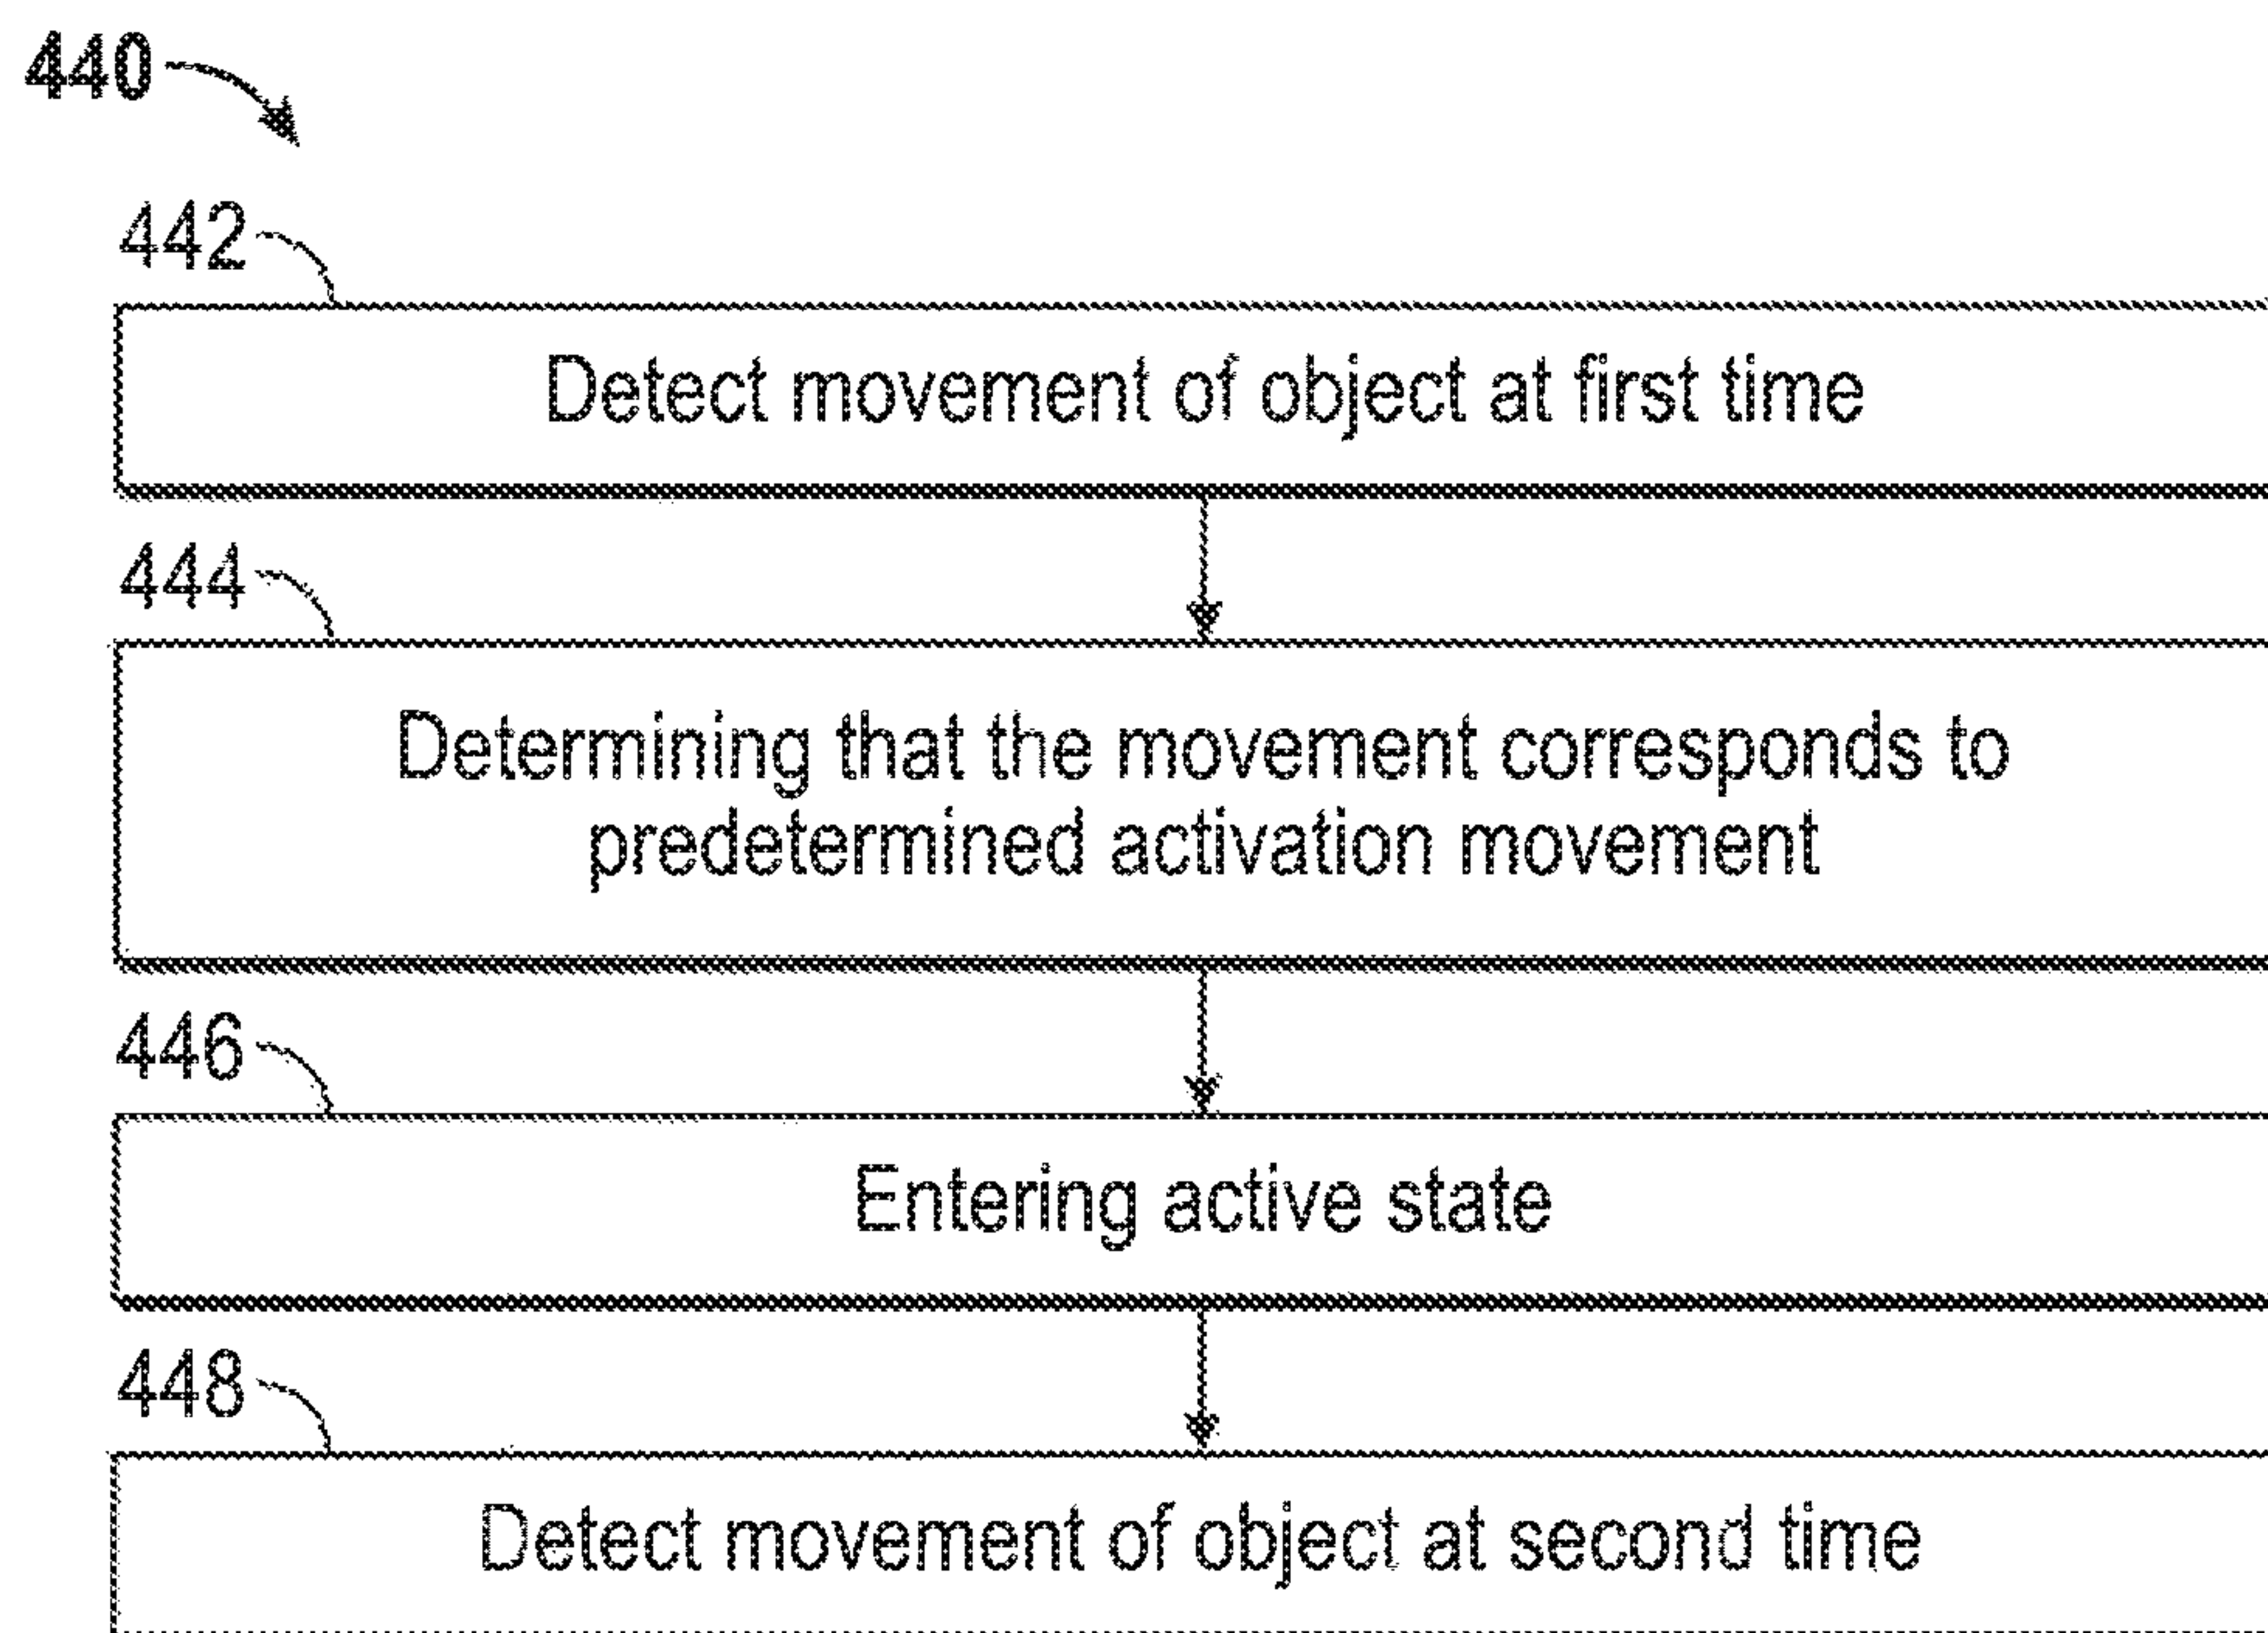 440
442
Detect movement of object at first time
444
Determining that the movement corresponds to
predetermined activation movement
446
Entering active state
448
Detect movement of object at second time